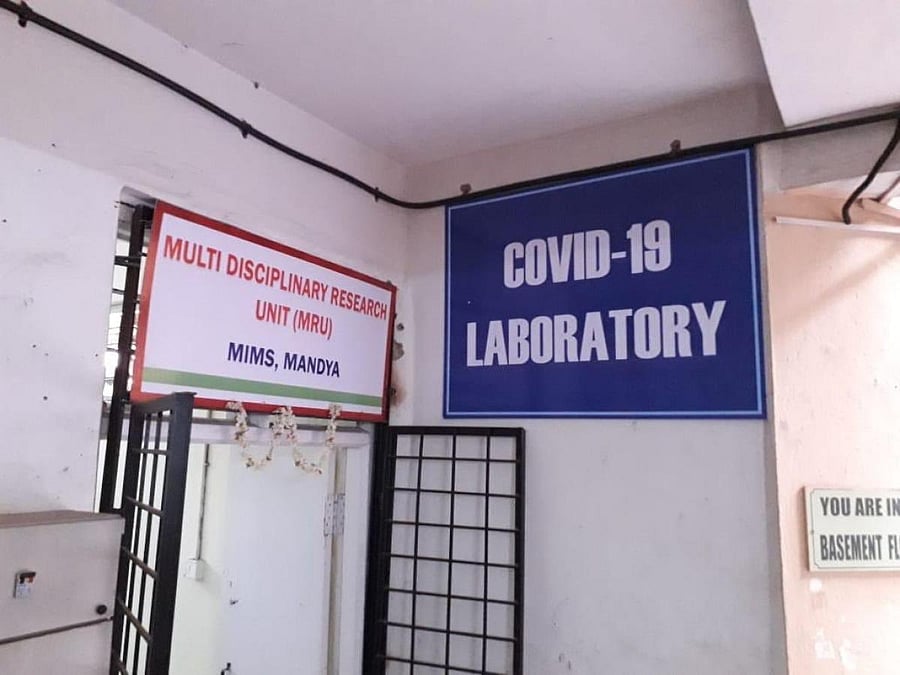 MULTI DISCIPLINARY RESEARCH
UNIT (MRU)
MIMS, MANDYA
COVID-19
LABORATORY
YOU ARE IN
BASEMENT